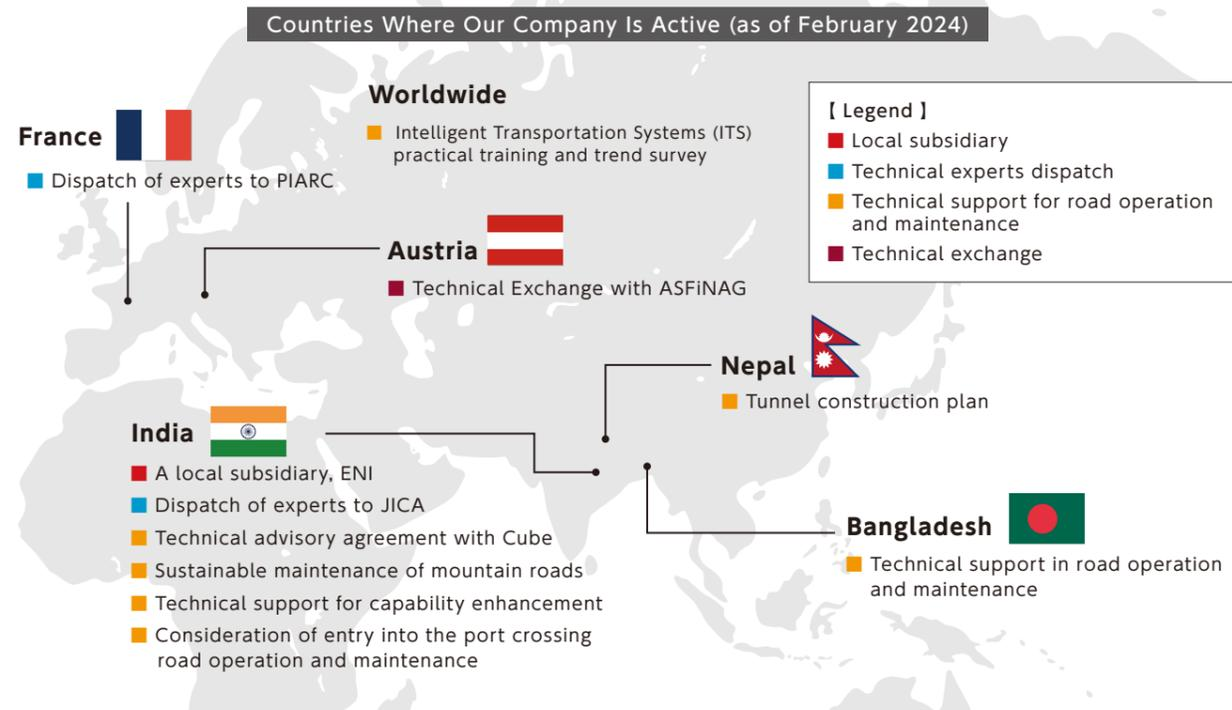 Countries Where Our Company Is Active (as of February 2024)
France
Dispatch of experts to PIARC
Worldwide
Intelligent Transportation Systems (ITS)
practical training and trend survey
【 Legend 】
Local subsidiary
Technical experts dispatch
Technical support for road operation
and maintenance
Technical exchange
Austria
Technical Exchange with ASFiNAG
Nepal
Tunnel construction plan
India
A local subsidiary, ENI
Dispatch of experts to JICA
Technical advisory agreement with Cube
Sustainable maintenance of mountain roads
Technical support for capability enhancement
Consideration of entry into the port crossing
road operation and maintenance
Bangladesh
Technical support in road operation
and maintenance